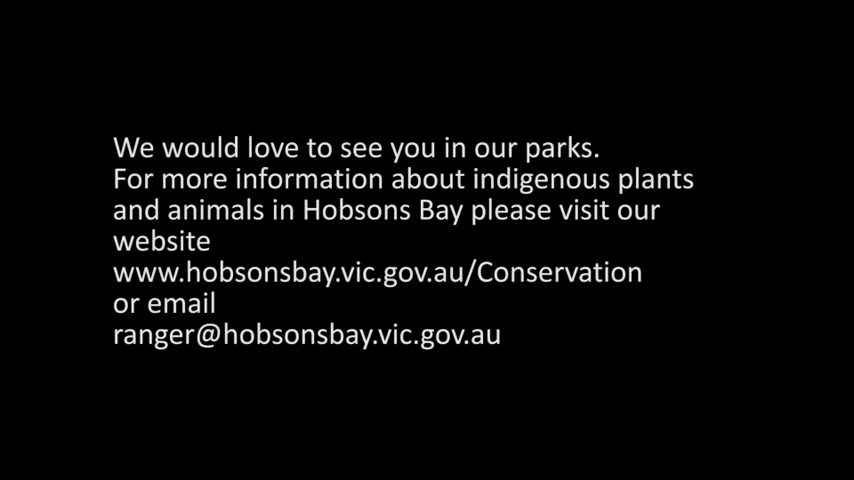 We would love to see you in our parks.
For more information about indigenous plants
and animals in Hobsons Bay please visit our
website
www.hobsonsbay.vic.gov.au/Conservation
or email
ranger@hobsonsbay.vic.gov.au